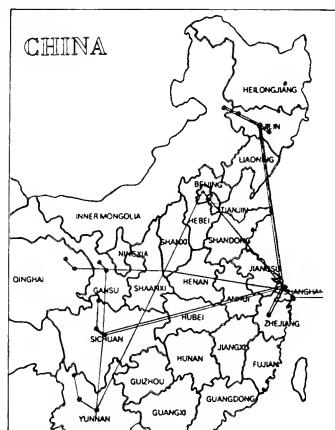 CHINA
HEILONGJIANG
JILIN
LIAONING
BEIJING
TIANJIN
HEBEI
INNER MONGOLIA
SHANXI
SHANDONG
NINGXIA
QINGHAI
GANSU
SHAANXI
HENAN
JIANGSU
ANHUI
SHANGHAI
HUBEI
ZHEJIANG
SICHUAN
HUNAN
JIANGXI
FUJIAN
GUIZHOU
YUNNAN
GUANGXI
GUANGDONG